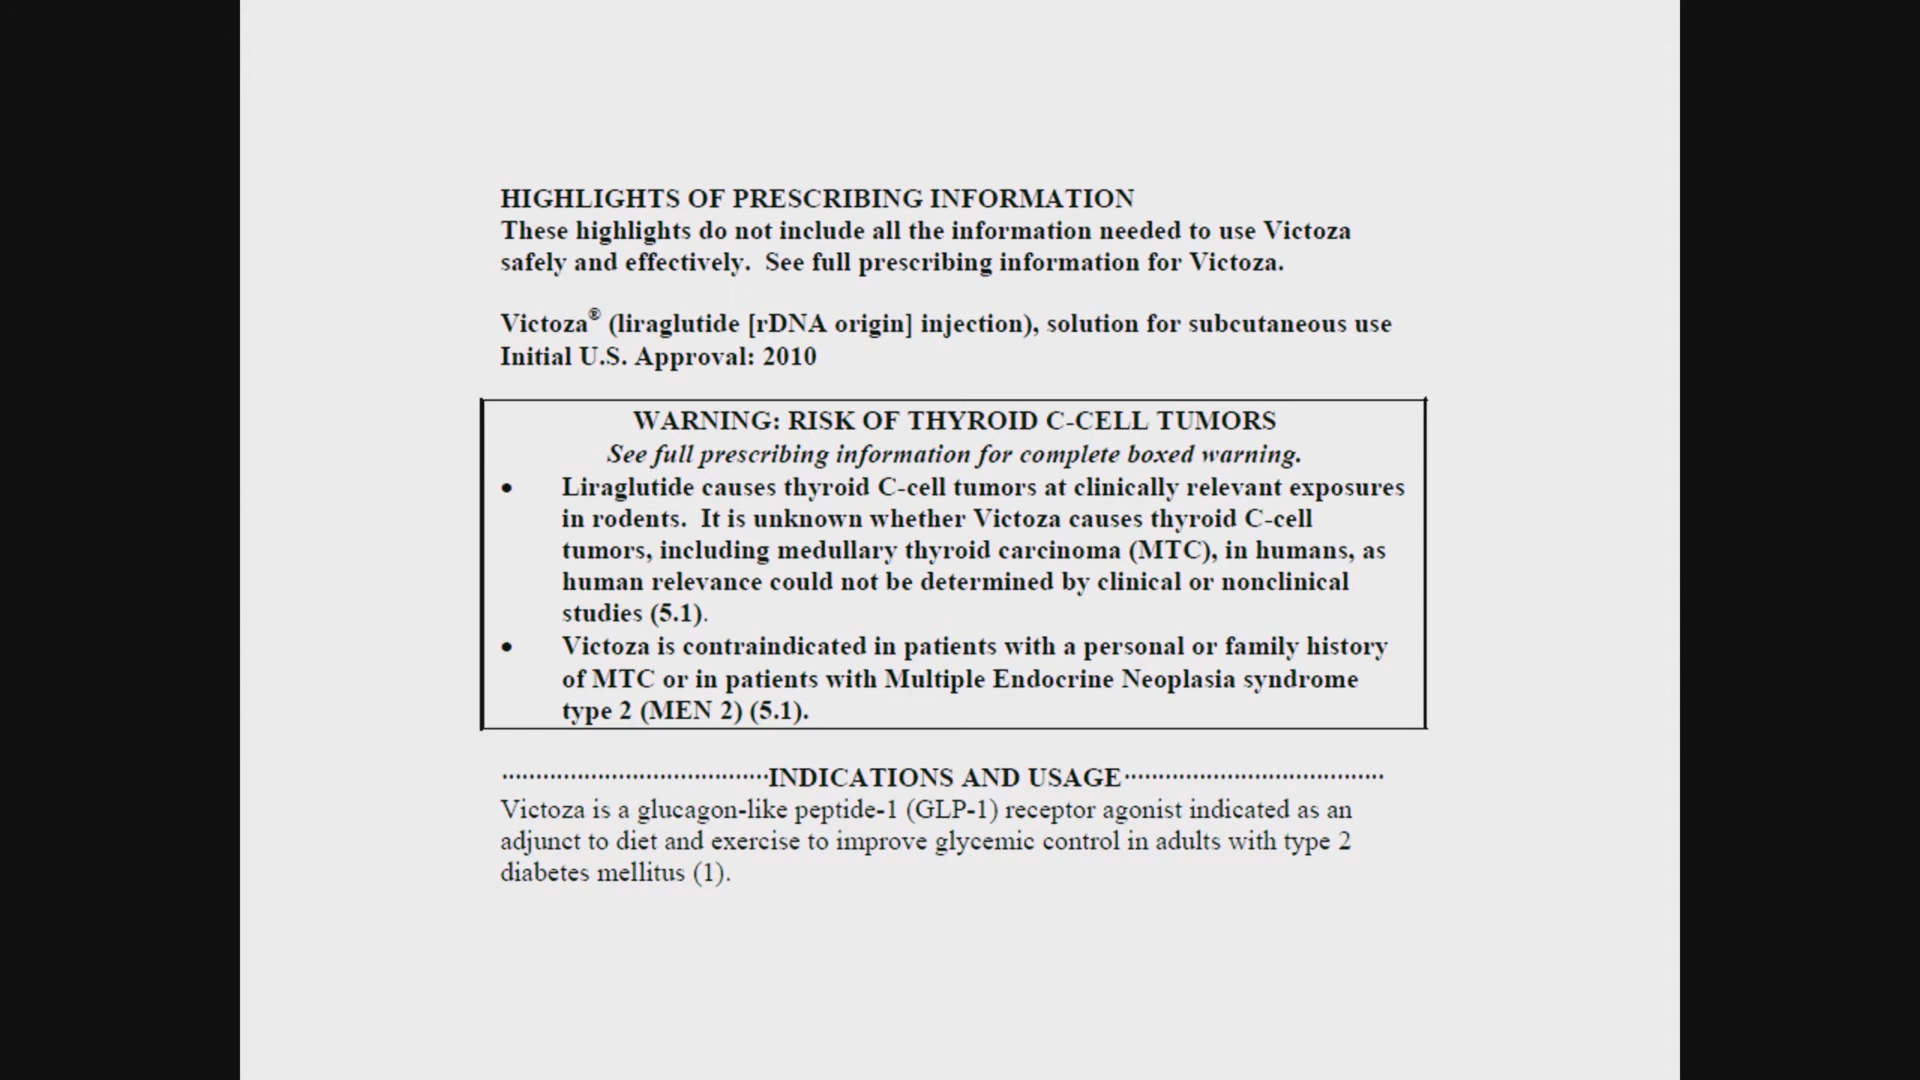 HIGHLIGHTS OF PRESCRIBING INFORMATION
These highlights do not include all the information needed to use Victoza
safely and effectively.  See full prescribing information for Victoza.
Victoza® (liraglutide [rDNA origin] injection), solution for subcutaneous use
Initial U.S. Approval: 2010
WARNING: RISK OF THYROID C-CELL TUMORS
See full prescribing information for complete boxed warning.
• Liraglutide causes thyroid C-cell tumors at clinically relevant exposures
in rodents.  It is unknown whether Victoza causes thyroid C-cell
tumors, including medullary thyroid carcinoma (MTC), in humans, as
human relevance could not be determined by clinical or nonclinical
studies (5.1).
• Victoza is contraindicated in patients with a personal or family history
of MTC or in patients with Multiple Endocrine Neoplasia syndrome
type 2 (MEN 2) (5.1).
INDICATIONS AND USAGE
Victoza is a glucagon-like peptide-1 (GLP-1) receptor agonist indicated as an
adjunct to diet and exercise to improve glycemic control in adults with type 2
diabetes mellitus (1).